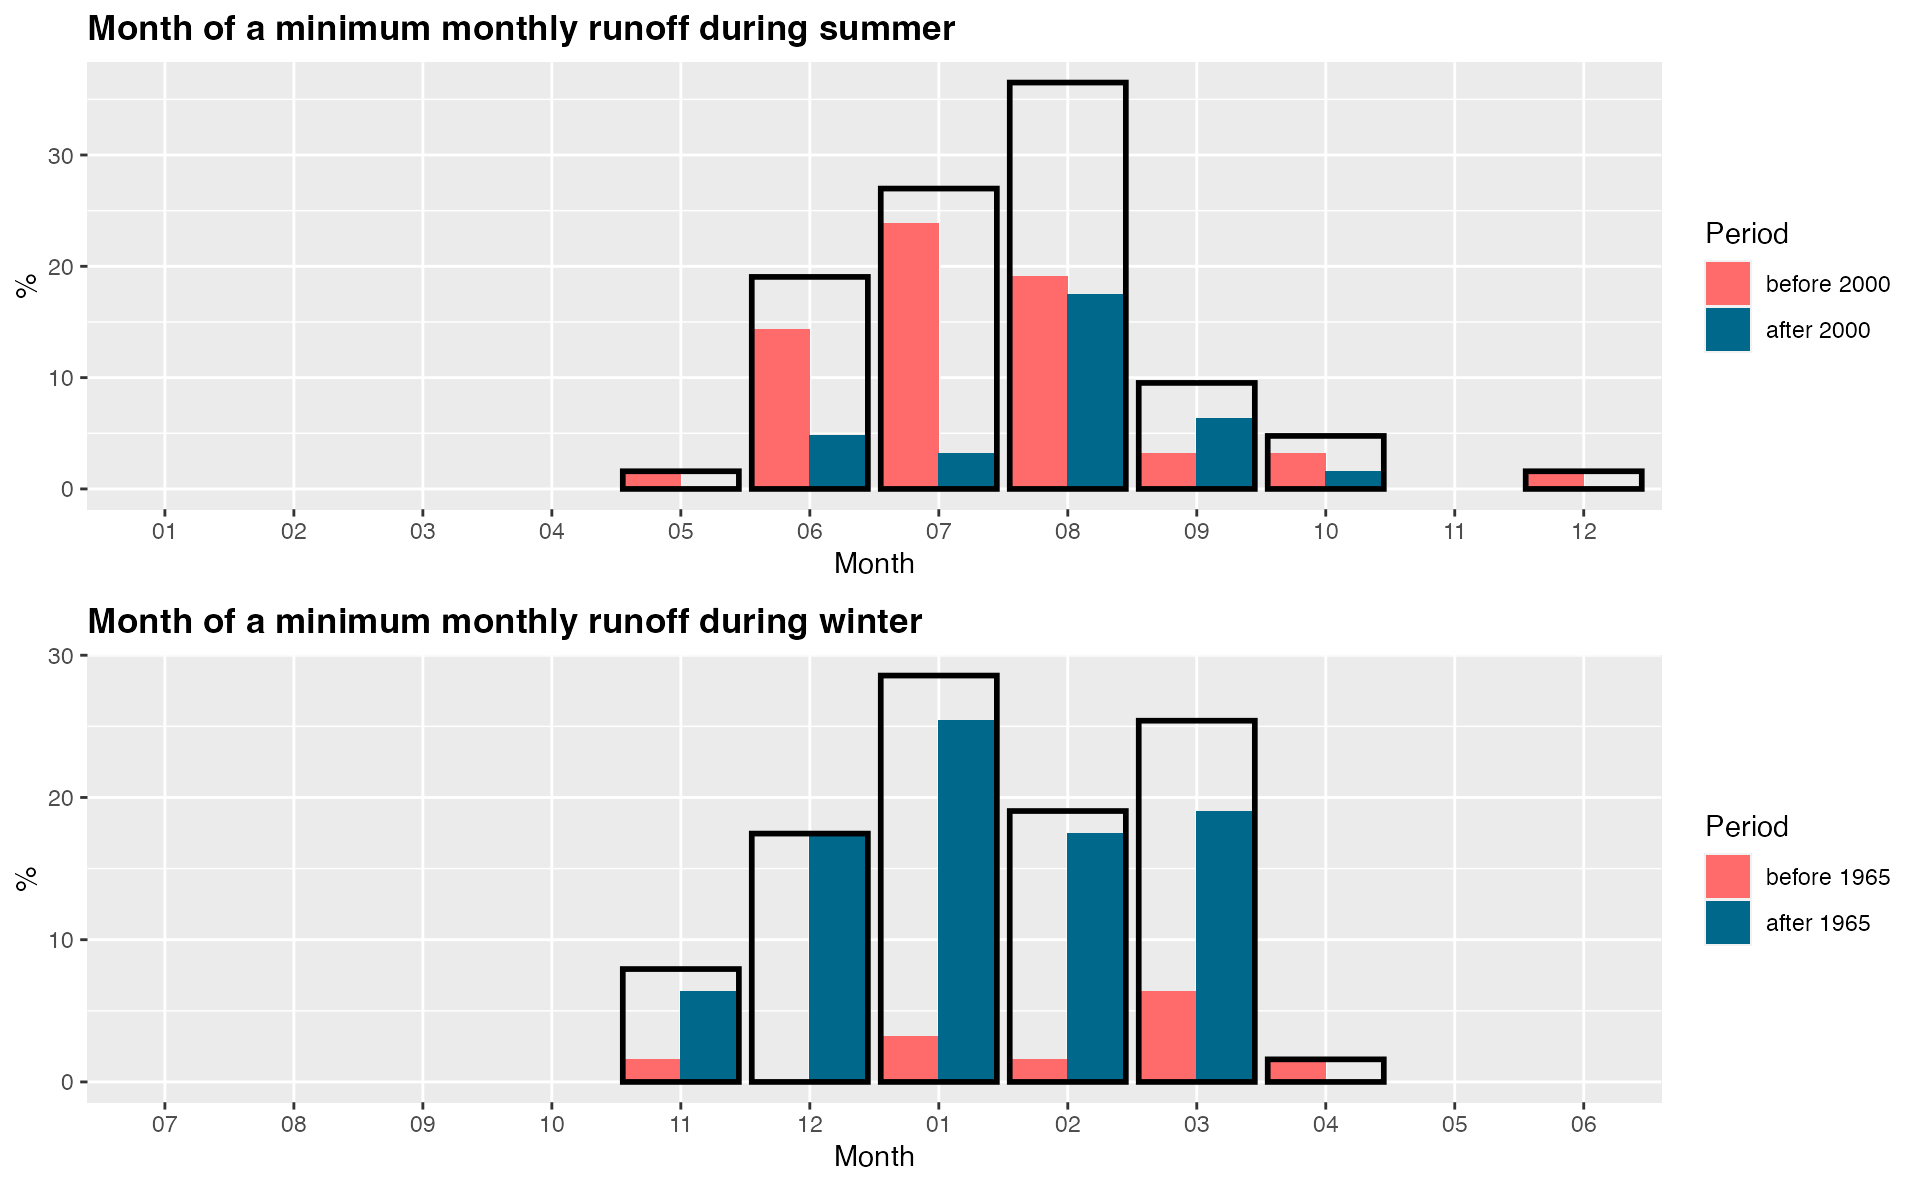 Month of a minimum monthly runoff during summer
30
20
10
0
%
01 02 03 04 05 06 07 08 09 10 11 12
Month
Period
before 2000
after 2000
Month of a minimum monthly runoff during winter
30
20
10
0
%
07 08 09 10 11 12 01 02 03 04 05 06
Month
Period
before 1965
after 1965